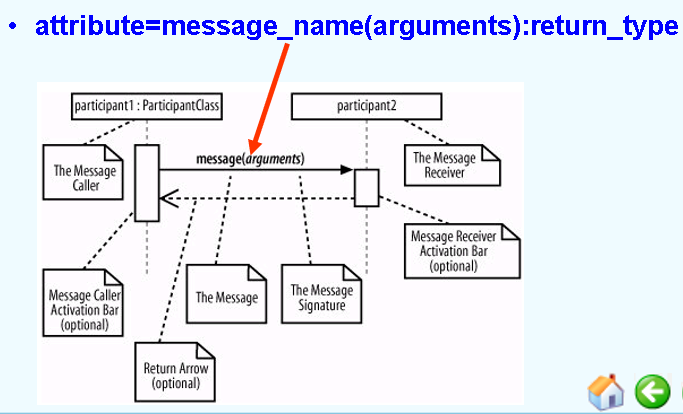 • attribute=message_name(arguments):return_type
participant1 : ParticipantClass
participant2
message(arguments)
The Message
Caller
The Message
Receiver
Message Receiver
Activation Bar
(optional)
Message Caller
Activation Bar
(optional)
The Message
The Message
Signature
Return Arrow
(optional)